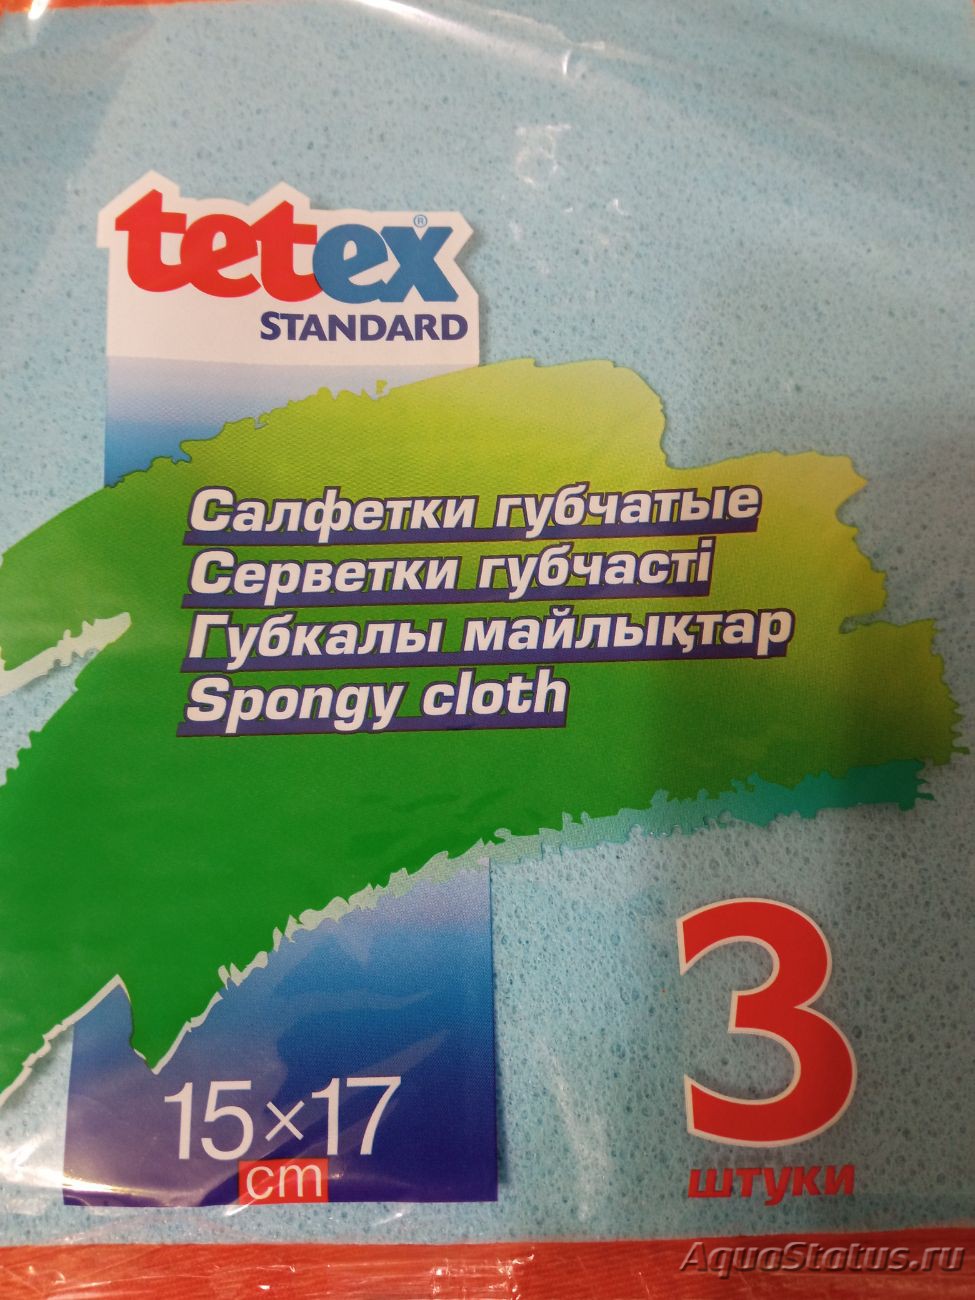 tetex®
STANDARD
Салфетки губчатые
Серветки губчасті
Губкалы майлықтар
Spongy cloth
15×17
cm
3
штуки
AquaStatus.ru